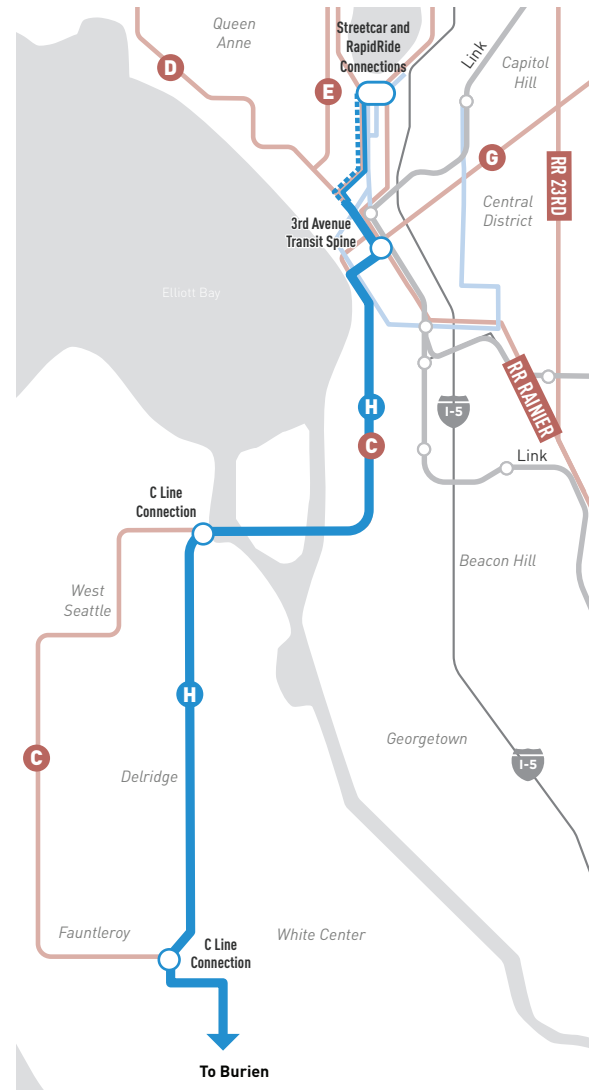 Queen
Anne
Streetcar and
RapidRide
Connections
Link
Capitol
Hill
D
E
G
RR 23RD
Central
District
3rd Avenue
Transit Spine
Elliott Bay
H
I-5
RR RAINIER
C
Link
C Line
Connection
Beacon Hill
West
Seattle
H
Georgetown
C
I-5
Delridge
Fauntleroy
White Center
C Line
Connection
To Burien